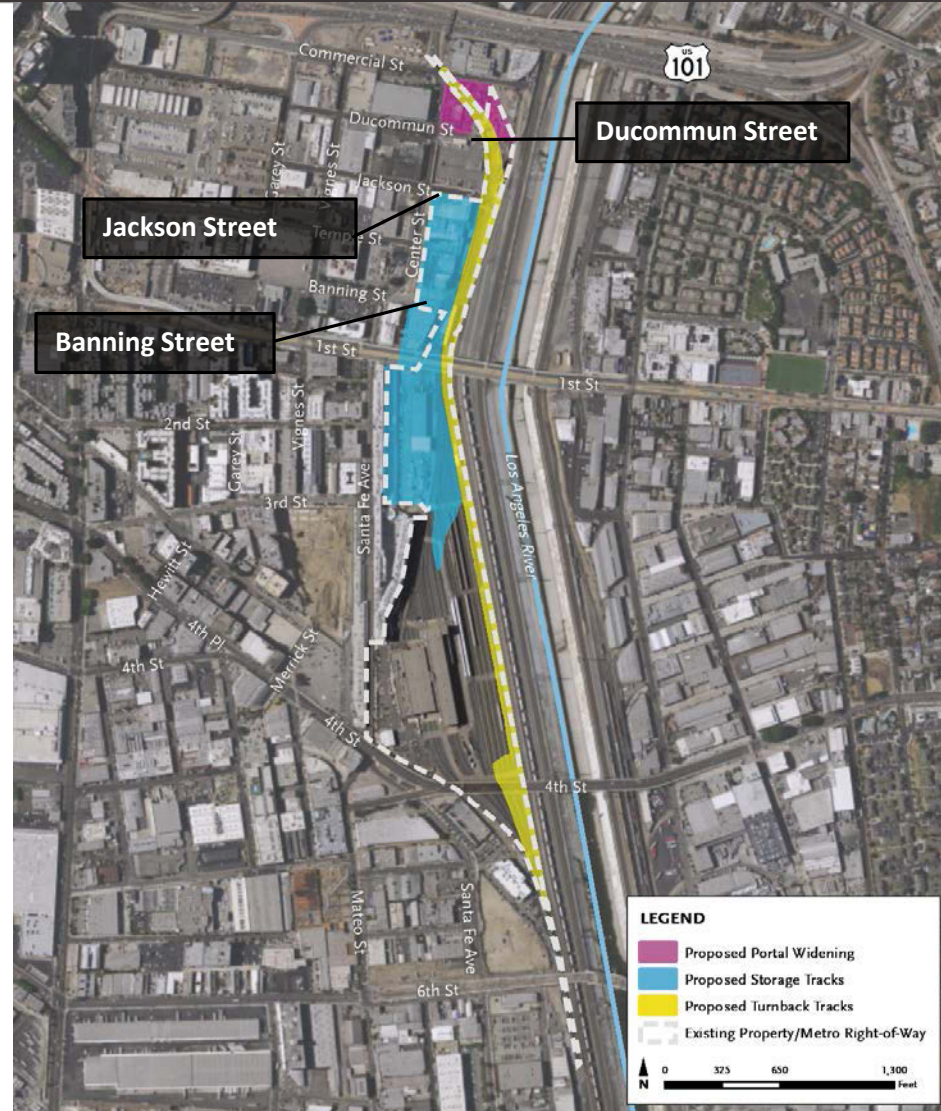 Commercial St
US
101
Ducommun St
Ducommun Street
Garey St
Vignes St
Jackson St
Jackson Street
Temple St
Center St
Banning St
Banning Street
1st St
1st St
2nd St
Vignes St
Garey St
Santa Fe Ave
Los Angeles River
3rd St
Hewitt St
4th Pl
Merrick St
4th St
4th St
4th St
Mateo St
Santa Fe Ave
6th St
LEGEND
Proposed Portal Widening
Proposed Storage Tracks
Proposed Turnback Tracks
Existing Property/Metro Right-of-Way
N
0 325 650 1,300
Feet